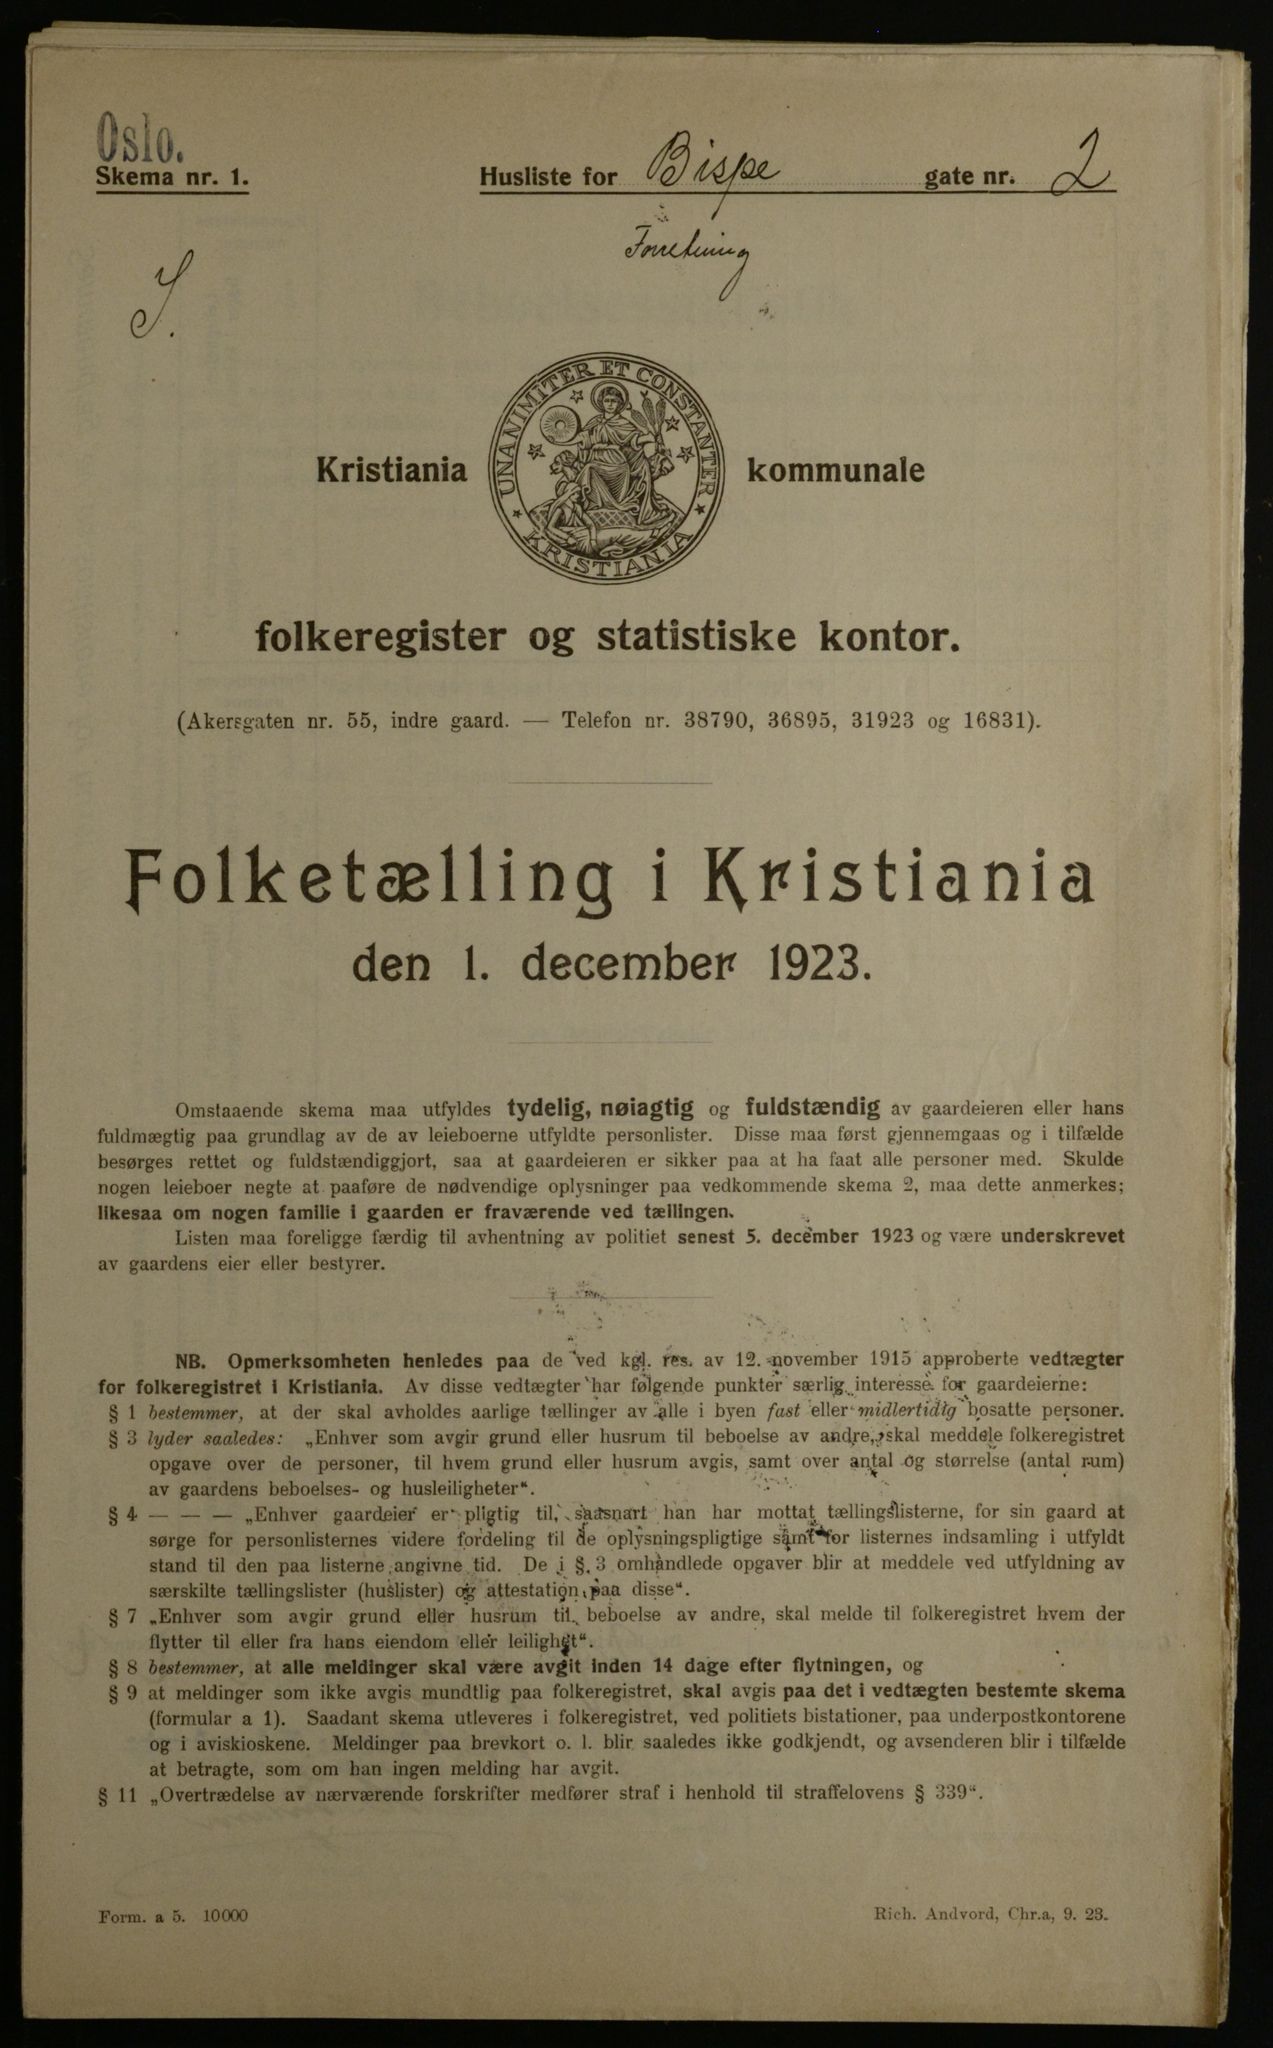 Oslo.
Skema nr. 1.
Husliste for Bispe gate nr. 2
Forretning
S.
UNANIMITER ET CONSTANTER
KRISTIANIA
Kristiania kommunale
folkeregister og statistiske kontor.
(Akersgaten nr. 55, indre gaard. — Telefon nr. 38790, 36895, 31923 og 16831).
Folketælling i Kristiania
den 1. december 1923.
Omstaaende skema maa utfyldes tydelig, nøiagtig og fuldstændig av gaardeieren eller hans
fuldmægtig paa grundlag av de av leieboerne utfyldte personlister. Disse maa først gjennemgaas og i tilfælde
besørges rettet og fuldstændiggjort, saa at gaardeieren er sikker paa at ha faat alle personer med. Skulde
nogen leieboer negte at paaføre de nødvendige oplysninger paa vedkommende skema 2, maa dette anmerkes;
likesaa om nogen familie i gaarden er fraværende ved tællingen.
Listen maa foreligge færdig til avhentning av politiet senest 5. december 1923 og være underskrevet
av gaardens eier eller bestyrer.
NB. Opmerksomheten henledes paa de ved kgl. res. av 12. november 1915 approberte vedtægter
for folkeregistret i Kristiania. Av disse vedtægter har følgende punkter særlig interesse for gaardeierne:
§ 1 bestemmer, at der skal avholdes aarlige tællinger av alle i byen fast eller midlertidig bosatte personer.
§ 3 lyder saaledes: „Enhver som avgir grund eller husrum til beboelse av andre, skal meddele folkeregistret
opgave over de personer, til hvem grund eller husrum avgis, samt over antal og størrelse (antal rum)
av gaardens beboelses- og husleiligheter“.
§ 4 — — — „Enhver gaardeier er pligtig til, saasnart han har mottat tællingslisterne, for sin gaard at
sørge for personlisternes videre fordeling til de oplysningspligtige samt for listernes indsamling i utfyldt
stand til den paa listerne angivne tid. De i § 3 omhandlede opgaver blir at meddele ved utfyldning av
særskilte tællingslister (huslister) og attestation paa disse“.
§ 7 „Enhver som avgir grund eller husrum til beboelse av andre, skal melde til folkeregistret hvem der
flytter til eller fra hans eiendom eller leilighet“.
§ 8 bestemmer, at alle meldinger skal være avgit inden 14 dage efter flytningen, og
§ 9 at meldinger som ikke avgis mundtlig paa folkeregistret, skal avgis paa det i vedtægten bestemte skema
(formular a 1). Saadant skema utleveres i folkeregistret, ved politiets bistationer, paa underpostkontorene
og i aviskioskene. Meldinger paa brevkort o. l. blir saaledes ikke godkjendt, og avsenderen blir i tilfælde
at betragte, som om han ingen melding har avgit.
§ 11 „Overtrædelse av nærværende forskrifter medfører straf i henhold til straffelovens § 339“.
Form. a 5. 10000
Rich. Andvord, Chr.a, 9. 23.